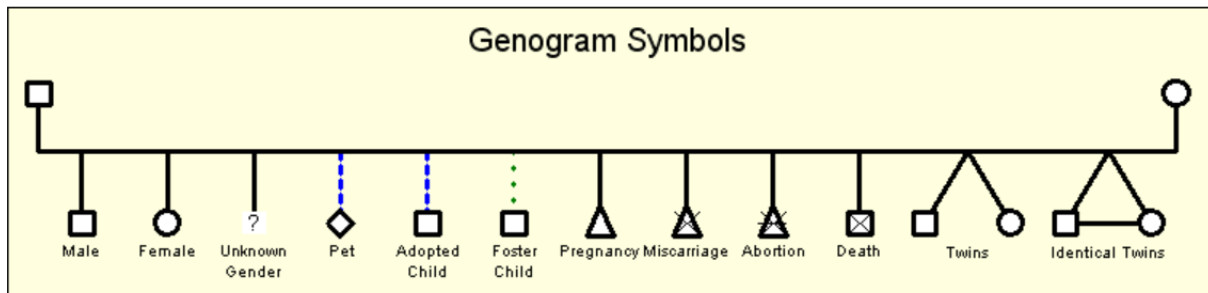 Genogram Symbols
?
Male
Female
Unknown
Gender
Pet
Adopted
Child
Foster
Child
Pregnancy
Miscarriage
Abortion
Death
Twins
Identical Twins